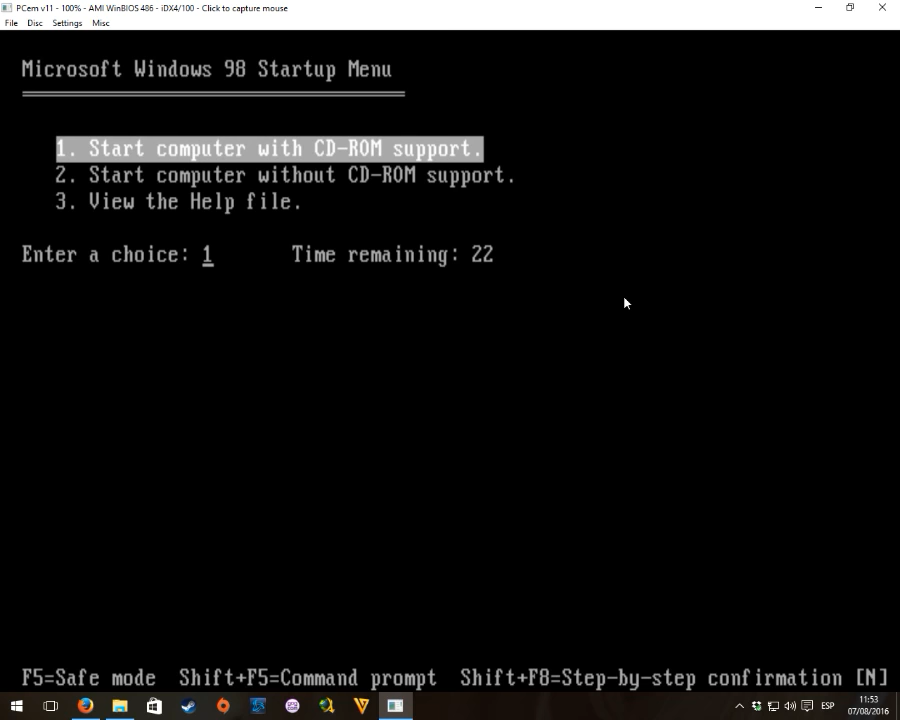 PCem v11 - 100% - AMI WinBIOS 486 - iDX4/100 - Click to capture mouse
File Disc Settings Misc
Microsoft Windows 98 Startup Menu
1. Start computer with CD-ROM support.
2. Start computer without CD-ROM support.
3. View the Help file.
Enter a choice: 1 Time remaining: 22
F5=Safe mode Shift+F5=Command prompt Shift+F8=Step-by-step confirmation [N]
ESP
11:53
07/08/2016